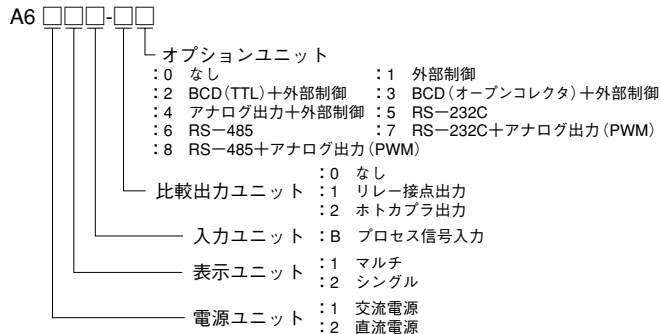 A6 □□□-□□
オプションユニット
：0 なし ：1 外部制御
：2 BCD（TTL）＋外部制御 ：3 BCD（オープンコレクタ）＋外部制御
：4 アナログ出力＋外部制御 ：5 RS－232C
：6 RS－485 ：7 RS－232C＋アナログ出力（PWM）
：8 RS－485＋アナログ出力（PWM）
比較出力ユニット ：0 なし
：1 リレー接点出力
：2 ホトカプラ出力
入力ユニット ：B プロセス信号入力
表示ユニット ：1 マルチ
：2 シングル
電源ユニット ：1 交流電源
：2 直流電源